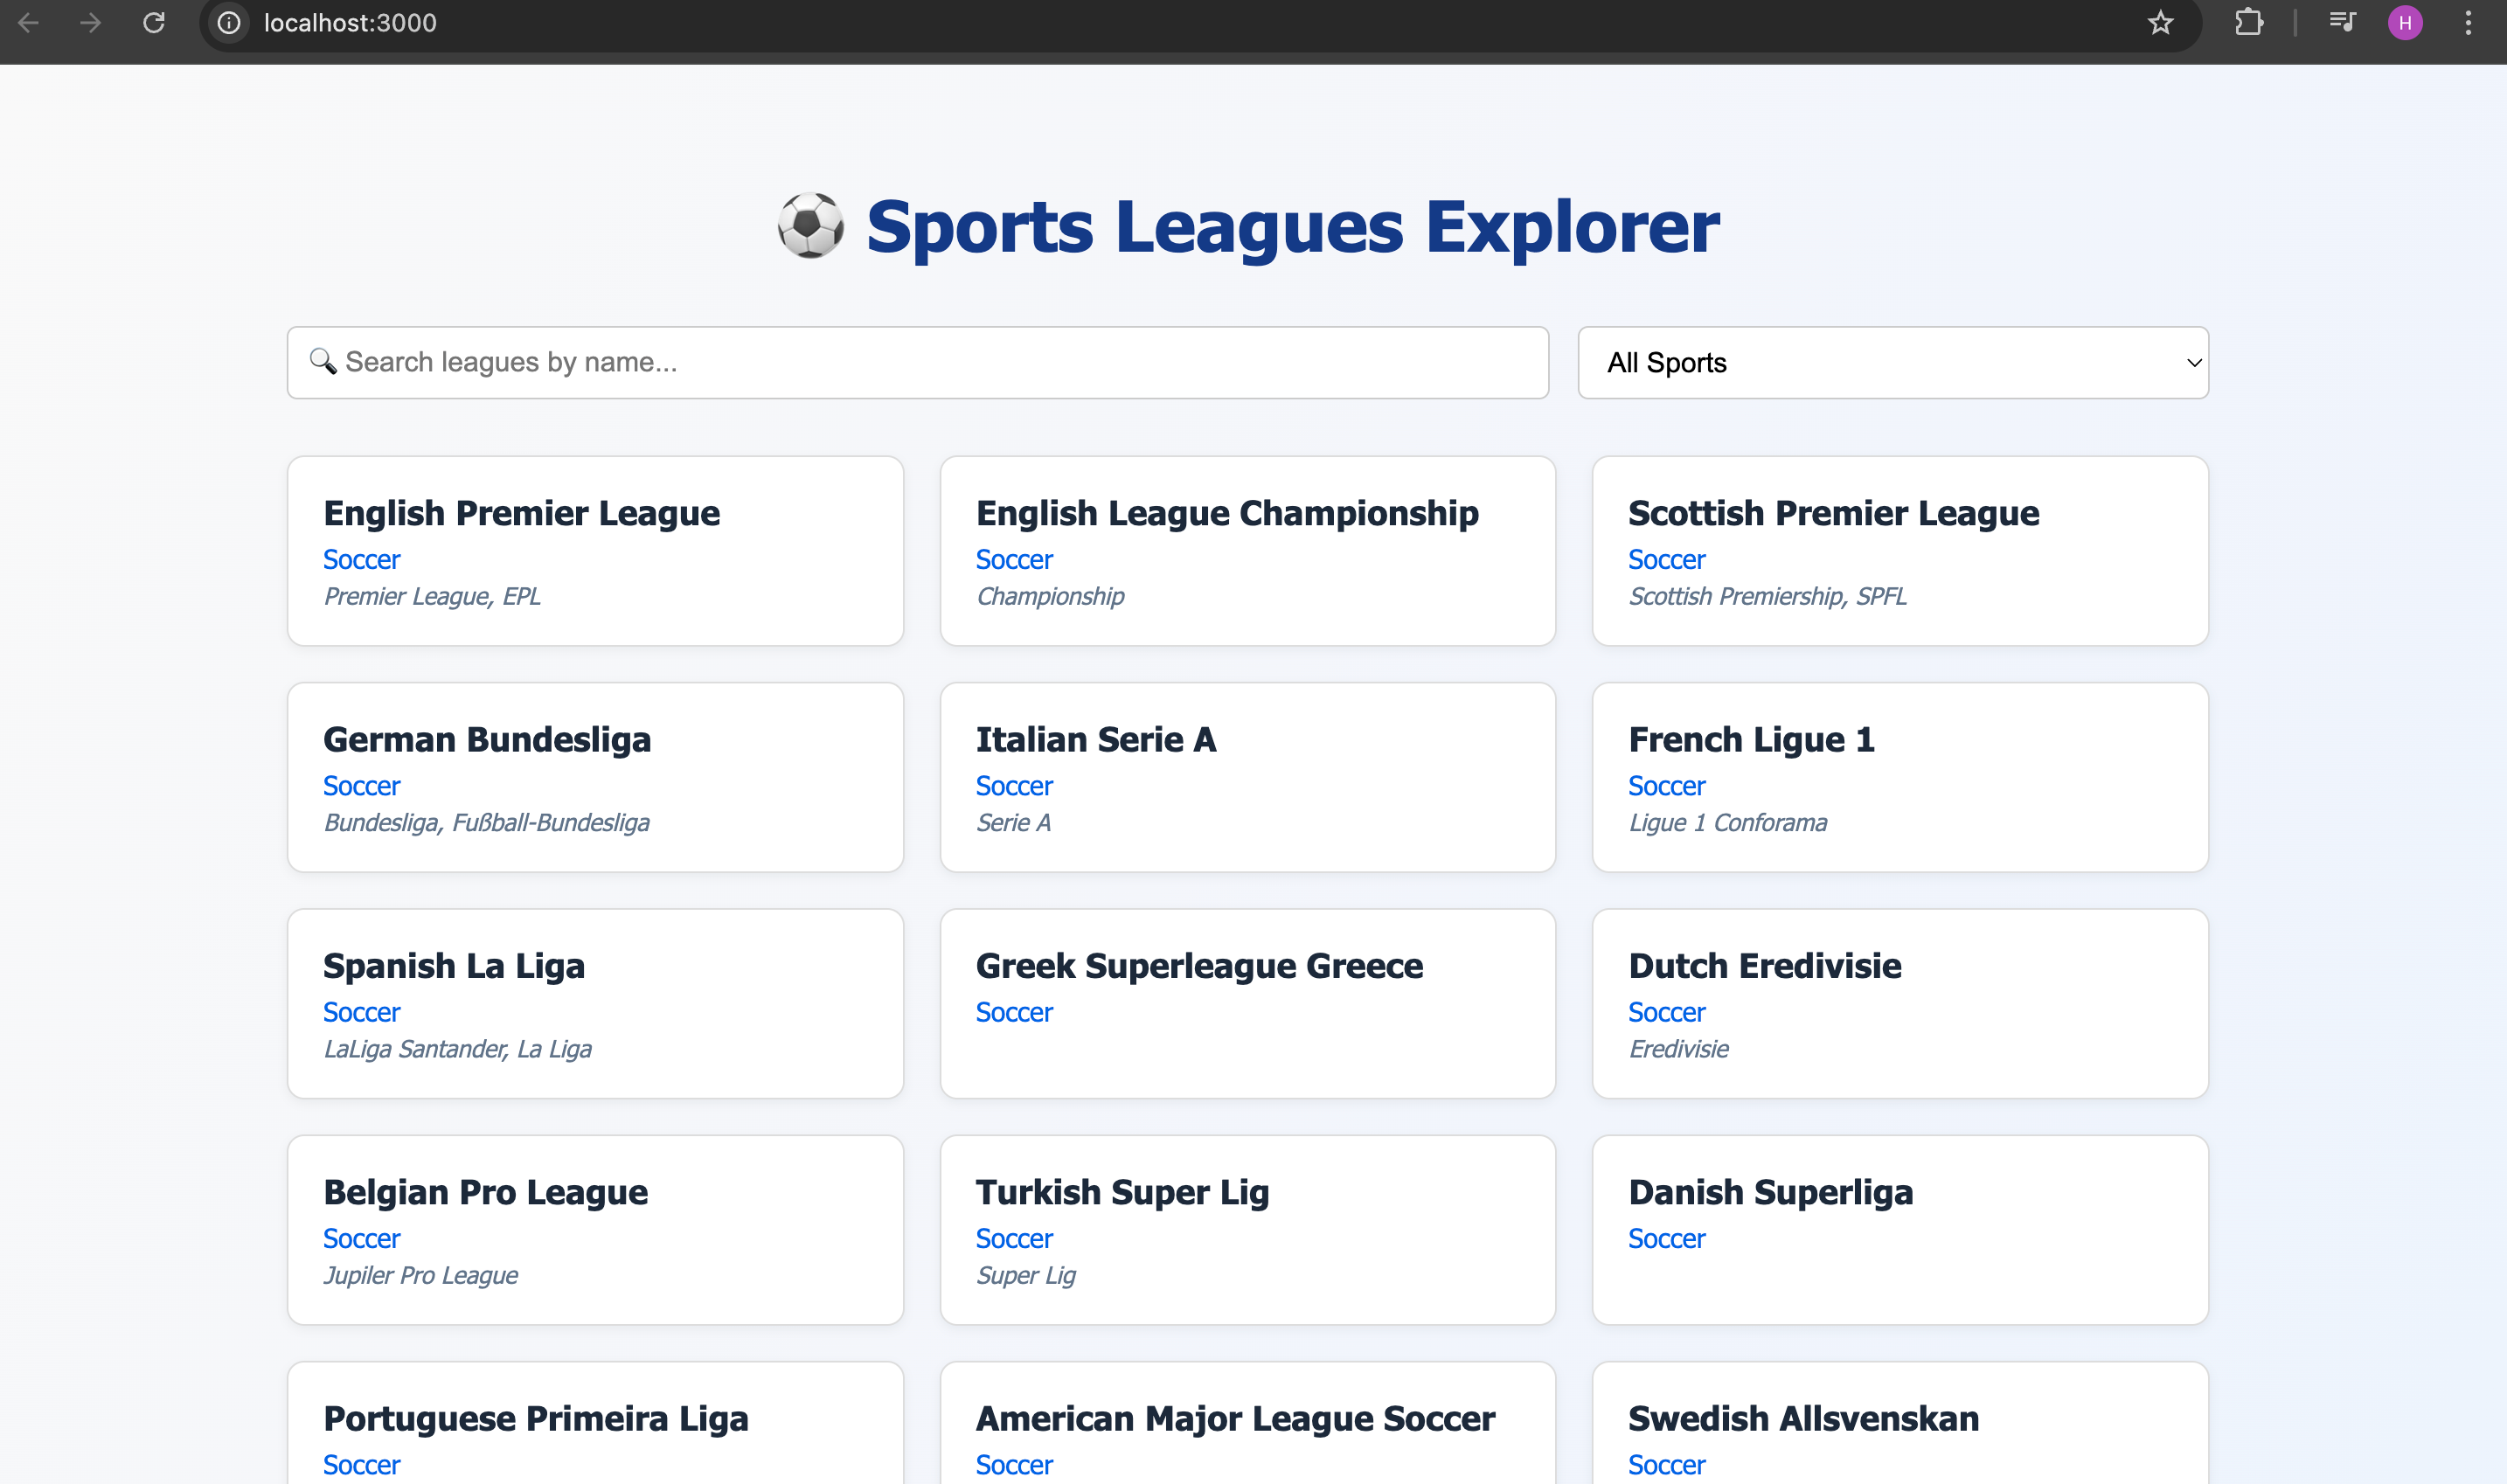 localhost:3000
H
Sports Leagues Explorer
Search leagues by name...
All Sports
English Premier League
Soccer
Premier League, EPL
English League Championship
Soccer
Championship
Scottish Premier League
Soccer
Scottish Premiership, SPFL
German Bundesliga
Soccer
Bundesliga, Fußball-Bundesliga
Italian Serie A
Soccer
Serie A
French Ligue 1
Soccer
Ligue 1 Conforama
Spanish La Liga
Soccer
LaLiga Santander, La Liga
Greek Superleague Greece
Soccer
Dutch Eredivisie
Soccer
Eredivisie
Belgian Pro League
Soccer
Jupiler Pro League
Turkish Super Lig
Soccer
Super Lig
Danish Superliga
Soccer
Portuguese Primeira Liga
Soccer
American Major League Soccer
Soccer
Swedish Allsvenskan
Soccer